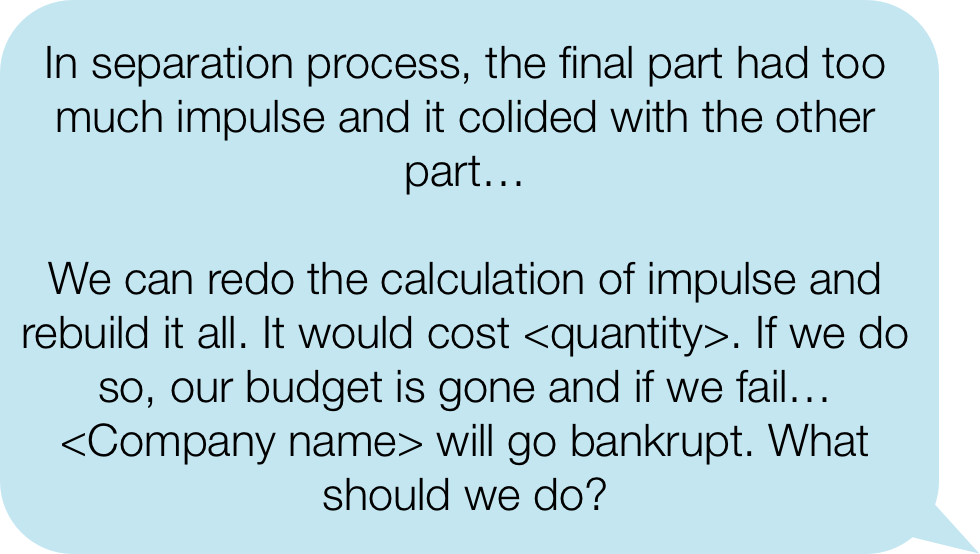 In separation process, the final part had too
much impulse and it colided with the other
part…
We can redo the calculation of impulse and
rebuild it all. It would cost <quantity>. If we do
so, our budget is gone and if we fail…
<Company name> will go bankrupt. What
should we do?